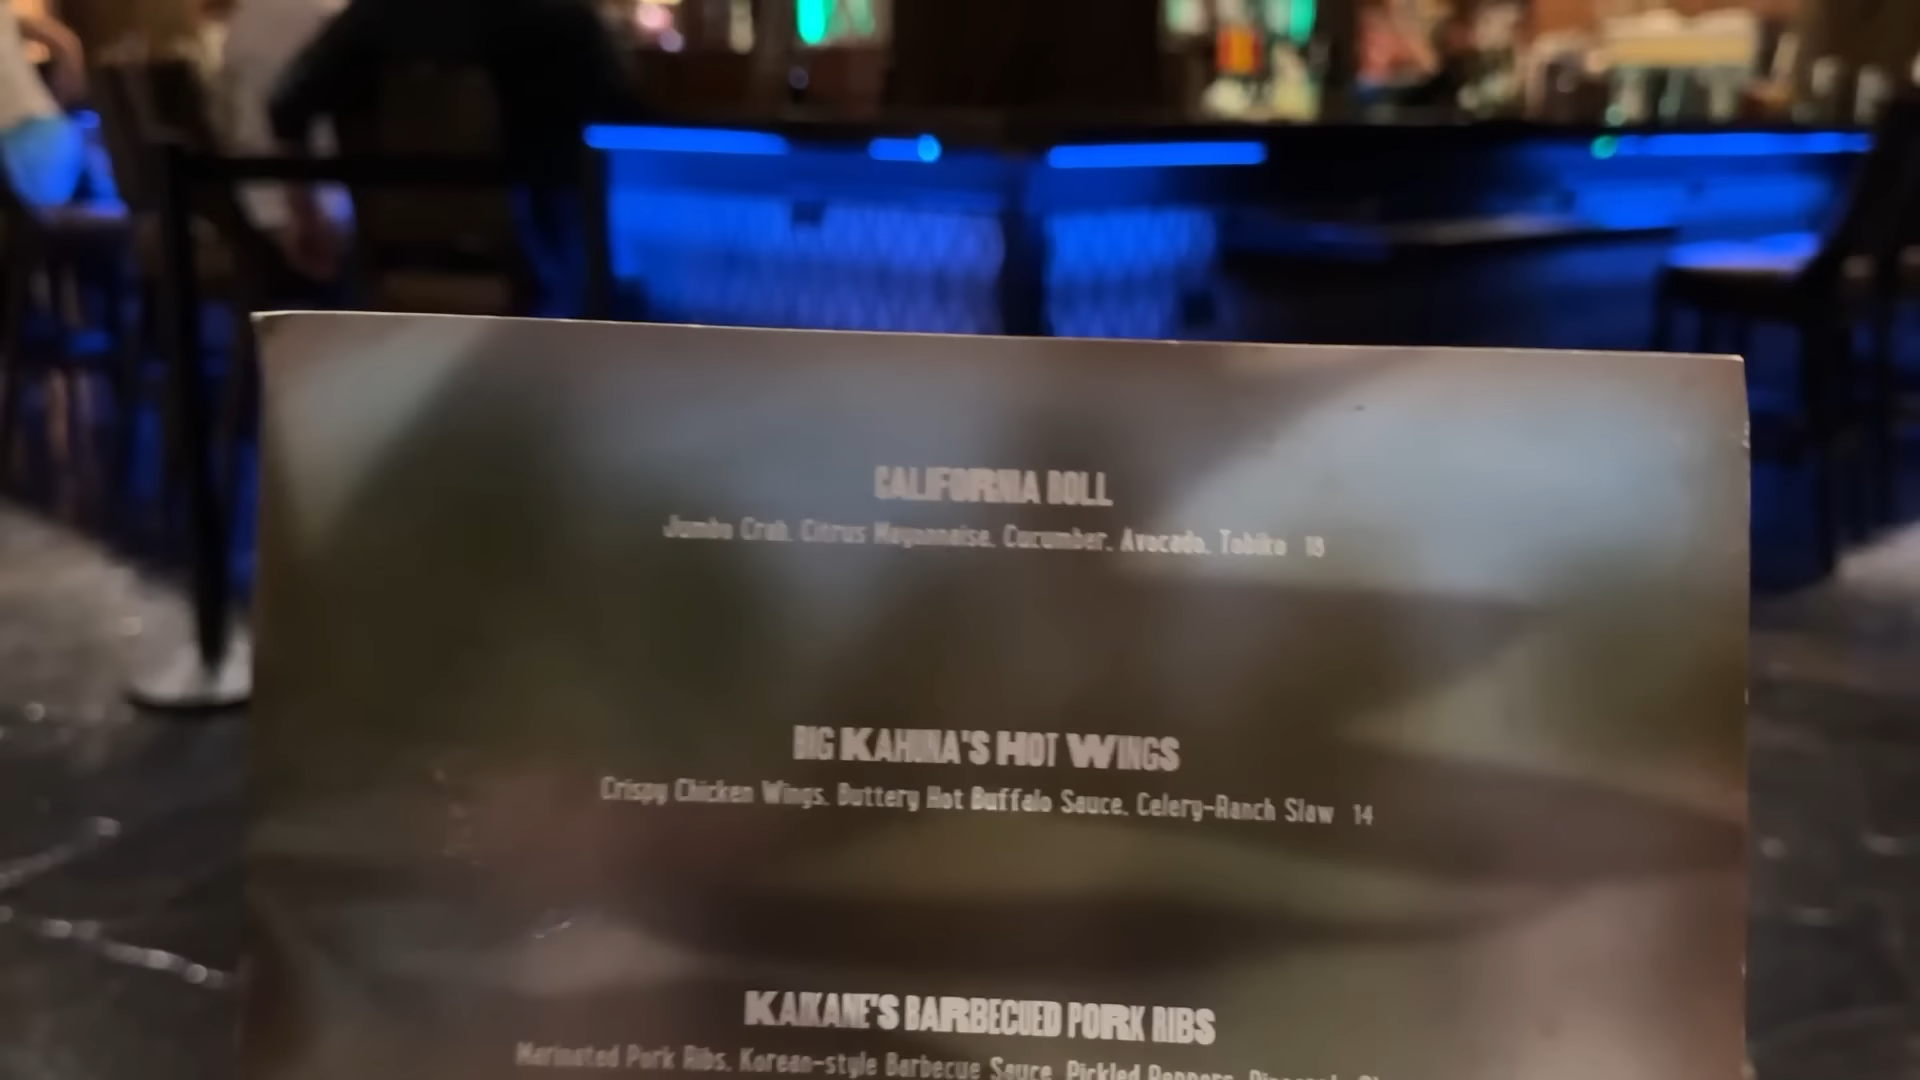 CALIFORNIA ROLL
Jumbo Crab, Citrus Mayonnaise, Cucumber, Avocado, Tobiko 18
BIG KAHUNA'S HOT WINGS
Crispy Chicken Wings, Buttery Hot Buffalo Sauce, Celery-Ranch Slaw 14
BARBECUED PORK RIBS
Marinated Pork Ribs, Korean-style Barbecue Sauce, Pickled Peppers,